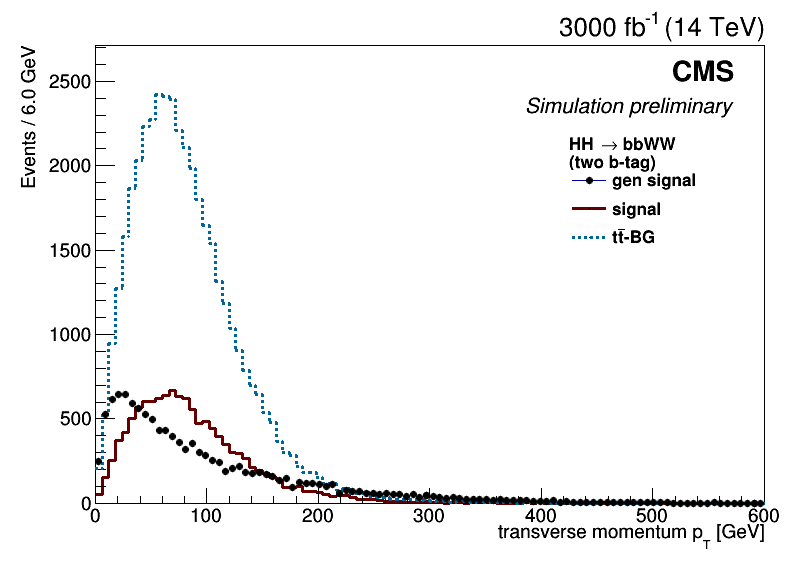 3000 fb⁻¹ (14 TeV)
CMS
Simulation preliminary
HH → bbWW
(two b-tag)
gen signal
signal
tt̄-BG
Events / 6.0 GeV
2500
2000
1500
1000
500
0
0 100 200 300 400 500 600
transverse momentum p_T [GeV]